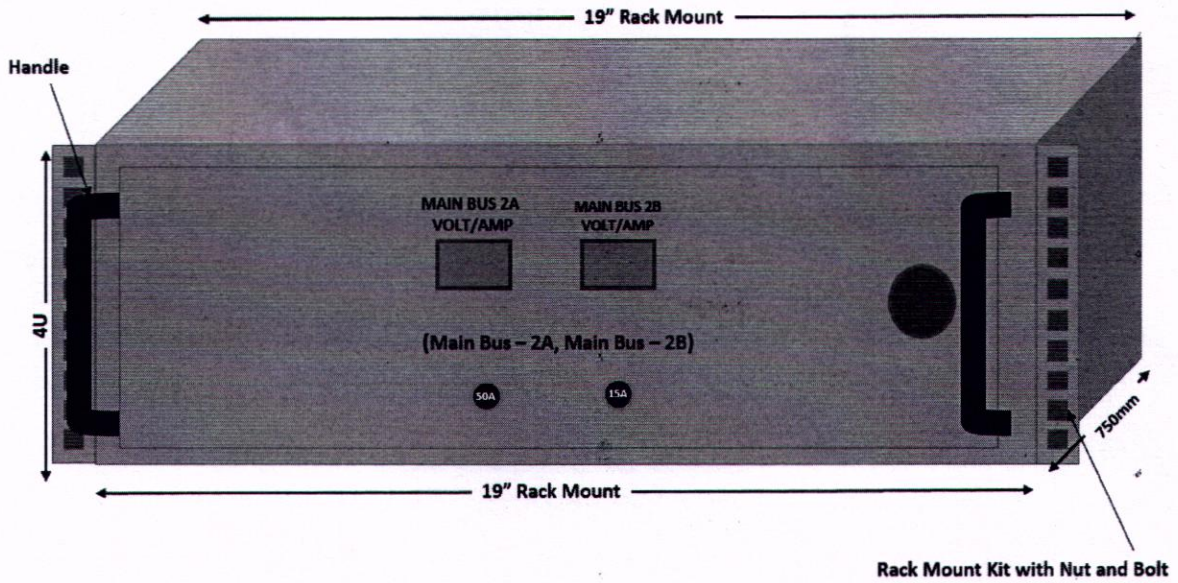 19” Rack Mount
Handle
MAIN BUS 2A
VOLT/AMP
MAIN BUS 2B
VOLT/AMP
4U
(Main Bus – 2A, Main Bus – 2B)
50A
15A
750mm
19” Rack Mount
Rack Mount Kit with Nut and Bolt